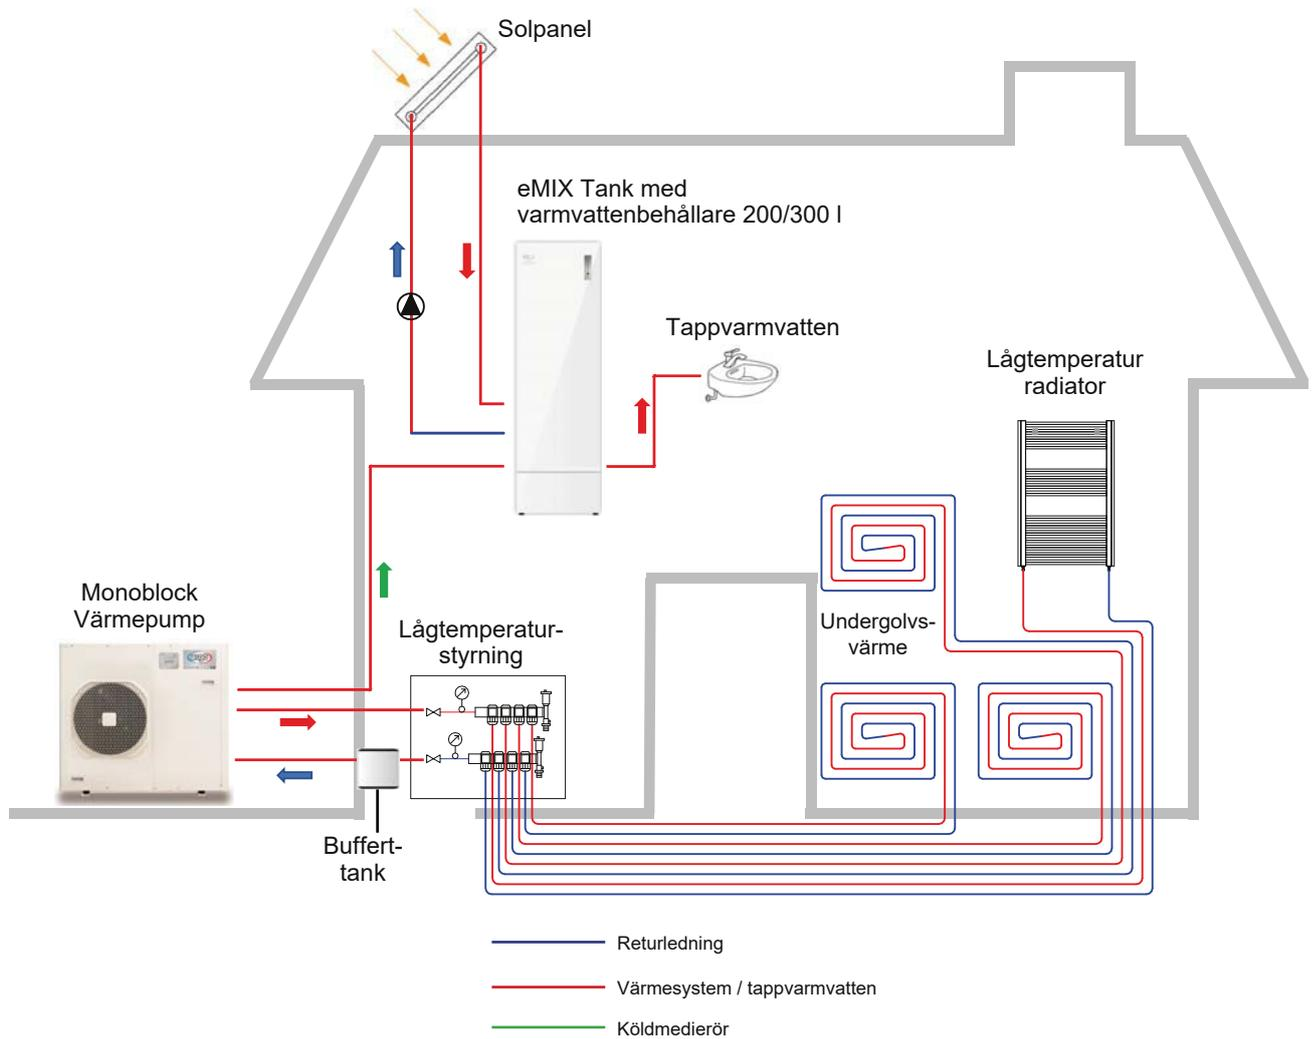 Solpanel
eMIX Tank med
varmvattenbehållare 200/300 l
Tappvarmvatten
Lågtemperatur
radiator
Monoblock
Värmepump
Lågtemperatur-
styrning
Undergolvs-
värme
Buffert-
tank
Returledning
Värmesystem / tappvarmvatten
Köldmedierör